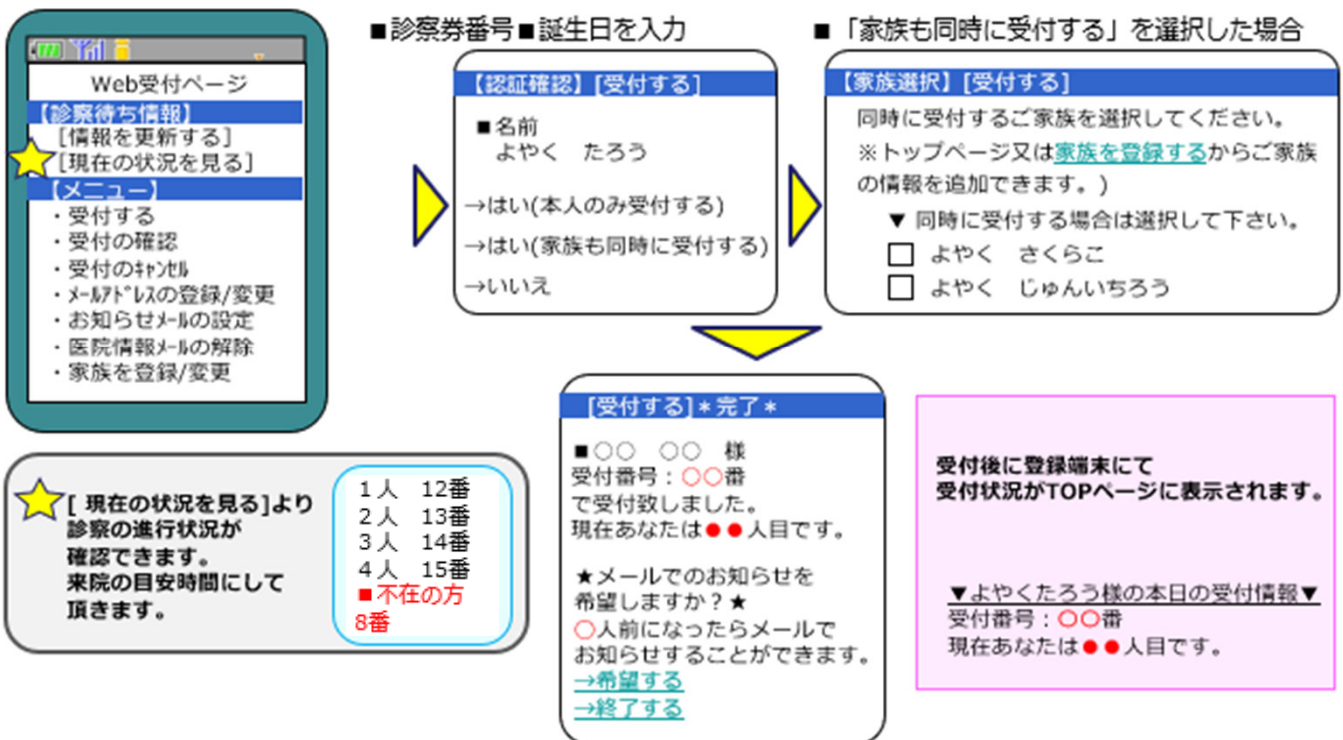 ■診察券番号■誕生日を入力
■「家族も同時に受付する」を選択した場合
Web受付ページ
【診察待ち情報】
[情報を更新する]
[現在の状況を見る]
【メニュー】
・受付する
・受付の確認
・受付のｷｬﾝｾﾙ
・ﾒｰﾙｱﾄﾞﾚｽの登録/変更
・お知らせﾒｰﾙの設定
・医院情報ﾒｰﾙの解除
・家族を登録/変更
【認証確認】[受付する]
■名前
よやく　たろう
→はい(本人のみ受付する)
→はい(家族も同時に受付する)
→いいえ
【家族選択】[受付する]
同時に受付するご家族を選択してください。
※トップページ又は家族を登録するからご家族
の情報を追加できます。)
▼ 同時に受付する場合は選択して下さい。
□ よやく　さくらこ
□ よやく　じゅんいちろう
[受付する]＊完了＊
■○○　○○　様
受付番号：○○番
で受付致しました。
現在あなたは●●人目です。
★メールでのお知らせを
希望しますか？★
○人前になったらメールで
お知らせすることができます。
→希望する
→終了する
[ 現在の状況を見る]より
診察の進行状況が
確認できます。
来院の目安時間にして
頂きます。
1人　12番
2人　13番
3人　14番
4人　15番
■不在の方
8番
受付後に登録端末にて
受付状況がTOPページに表示されます。
▼よやくたろう様の本日の受付情報▼
受付番号：○○番
現在あなたは●●人目です。